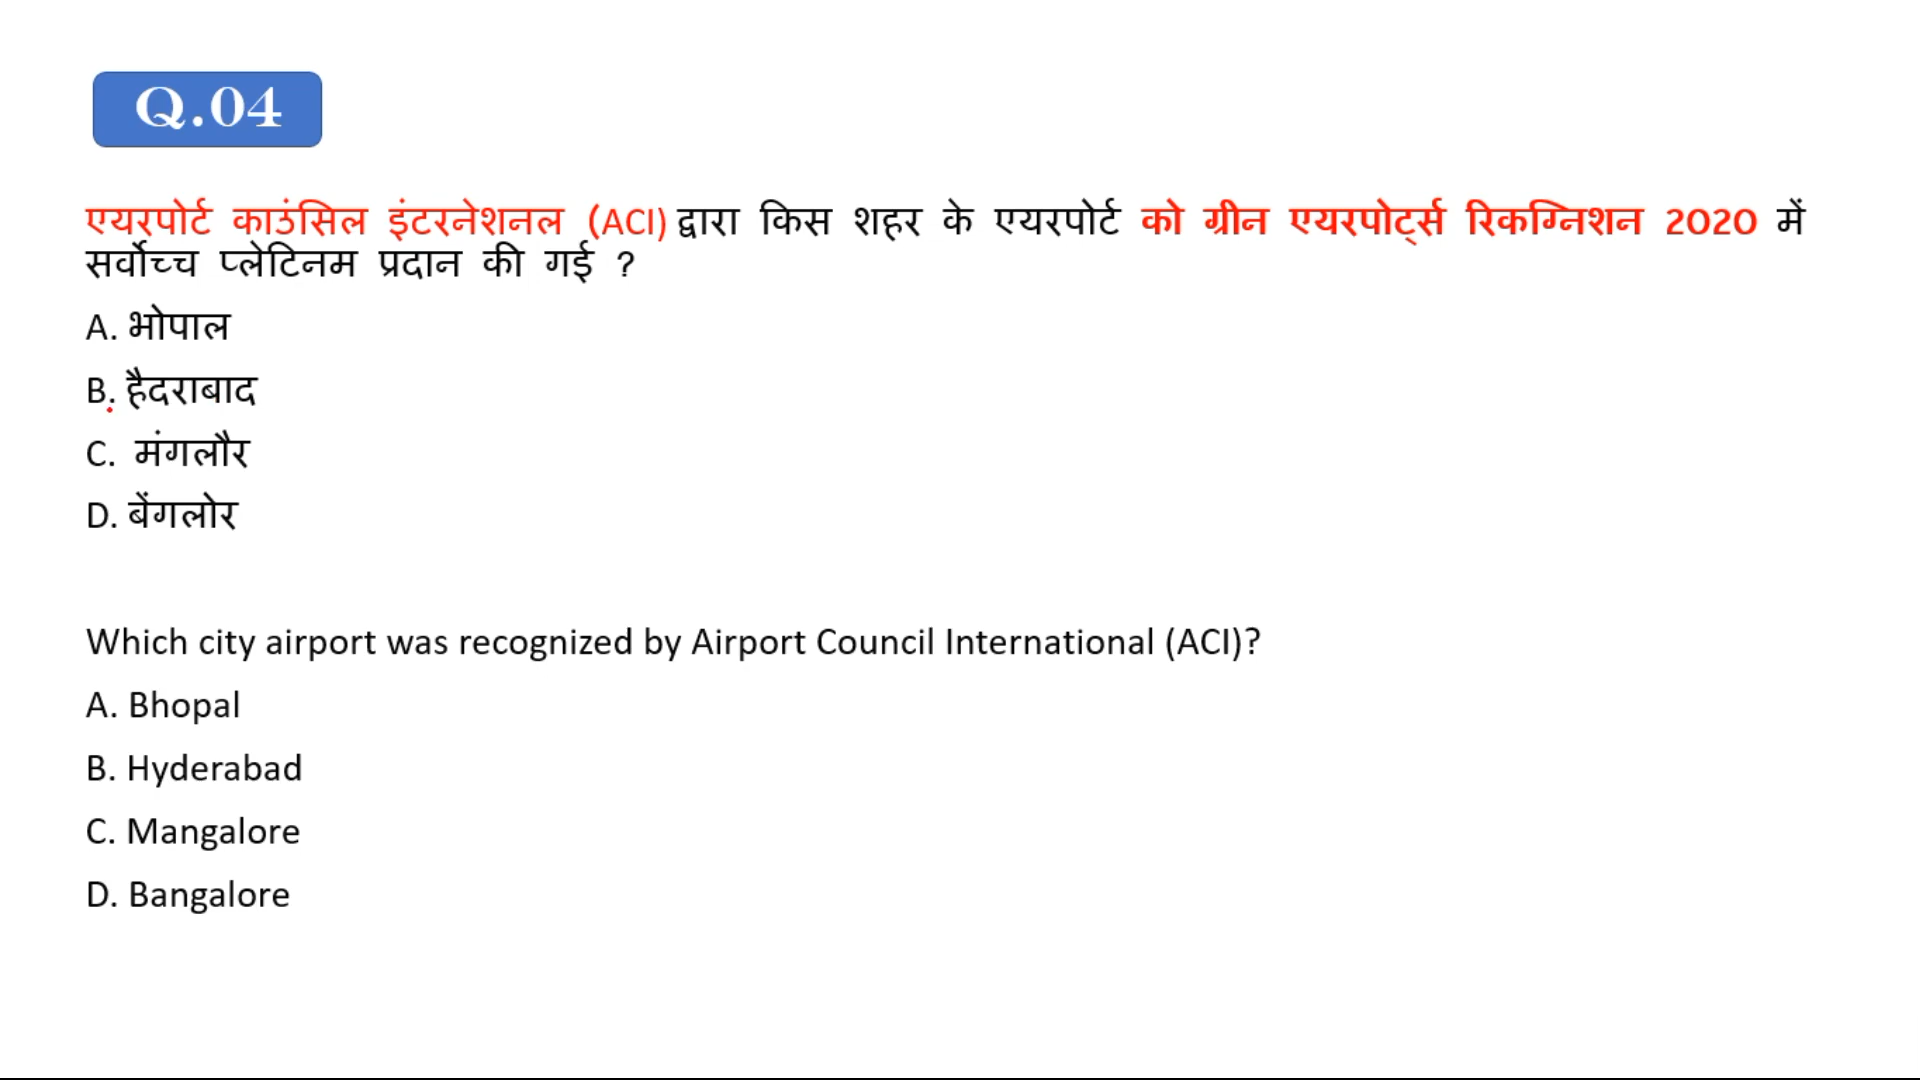 Q.04
एयरपोर्ट काउंसिल इंटरनेशनल (ACI) द्वारा किस शहर के एयरपोर्ट को ग्रीन एयरपोर्ट्स रिकग्निशन 2020 में
सर्वोच्च प्लेटिनम प्रदान की गई ?
A. भोपाल
B. हैदराबाद
C. मंगलौर
D. बेंगलोर
Which city airport was recognized by Airport Council International (ACI)?
A. Bhopal
B. Hyderabad
C. Mangalore
D. Bangalore